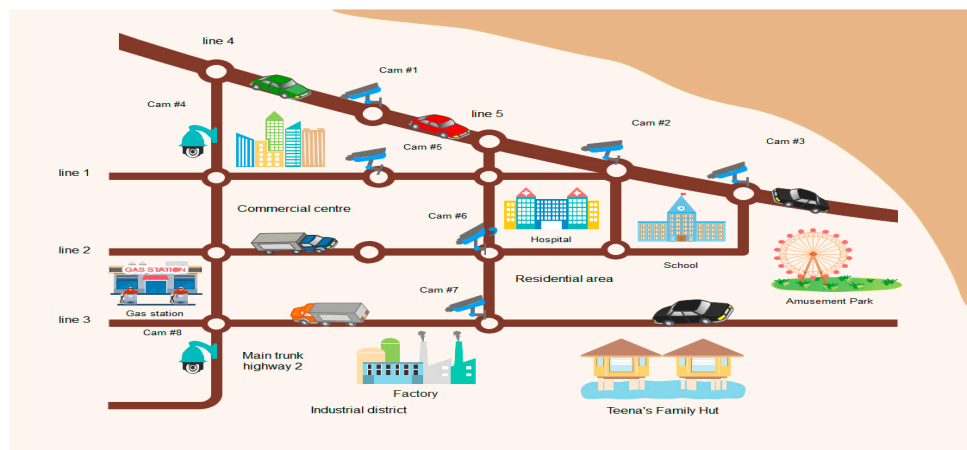 line 4
Cam #1
Cam #4
line 5
Cam #2
Cam #3
Cam #5
line 1
Commercial centre
Cam #6
Hospital
School
line 2
GAS STATION
Residential area
Cam #7
Amusement Park
Gas station
line 3
Cam #8
Main trunk
highway 2
Factory
Industrial district
Teena's Family Hut